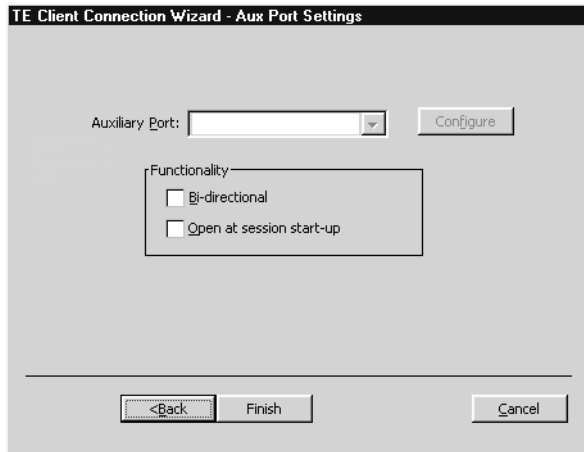 TE Client Connection Wizard - Aux Port Settings
Auxiliary Port:
Configure
Functionality
Bi-directional
Open at session start-up
<Back Finish Cancel